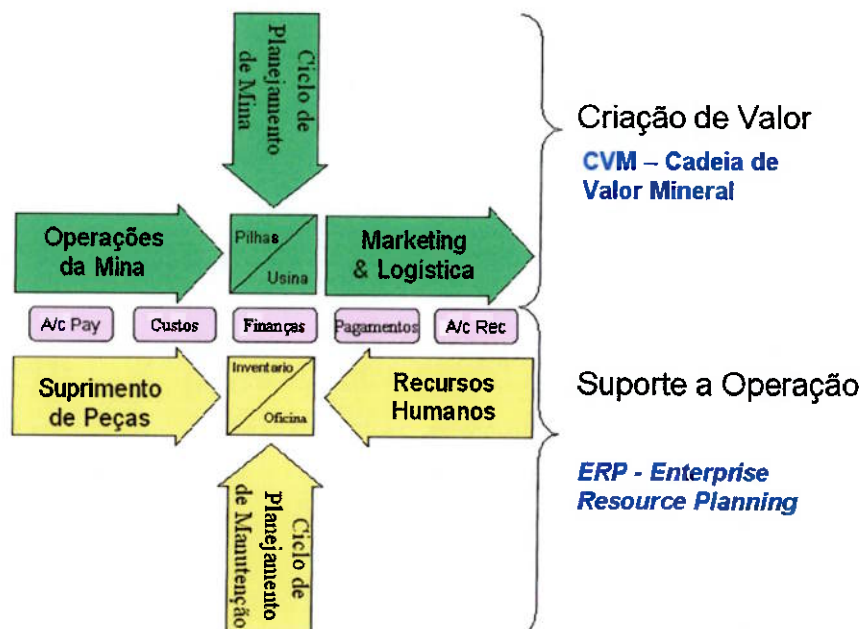 Ciclo de
Planejamento
de Mina
Criação de Valor
CVM – Cadeia de
Valor Mineral
Operações
da Mina
Pilhas
Usina
Marketing
& Logística
A/c Pay
Custos
Finanças
Pagamentos
A/c Rec
Suprimento
de Peças
Inventario
Oficina
Recursos
Humanos
Suporte a Operação
ERP - Enterprise
Resource Planning
Ciclo de
Planejamento
de Manutenção